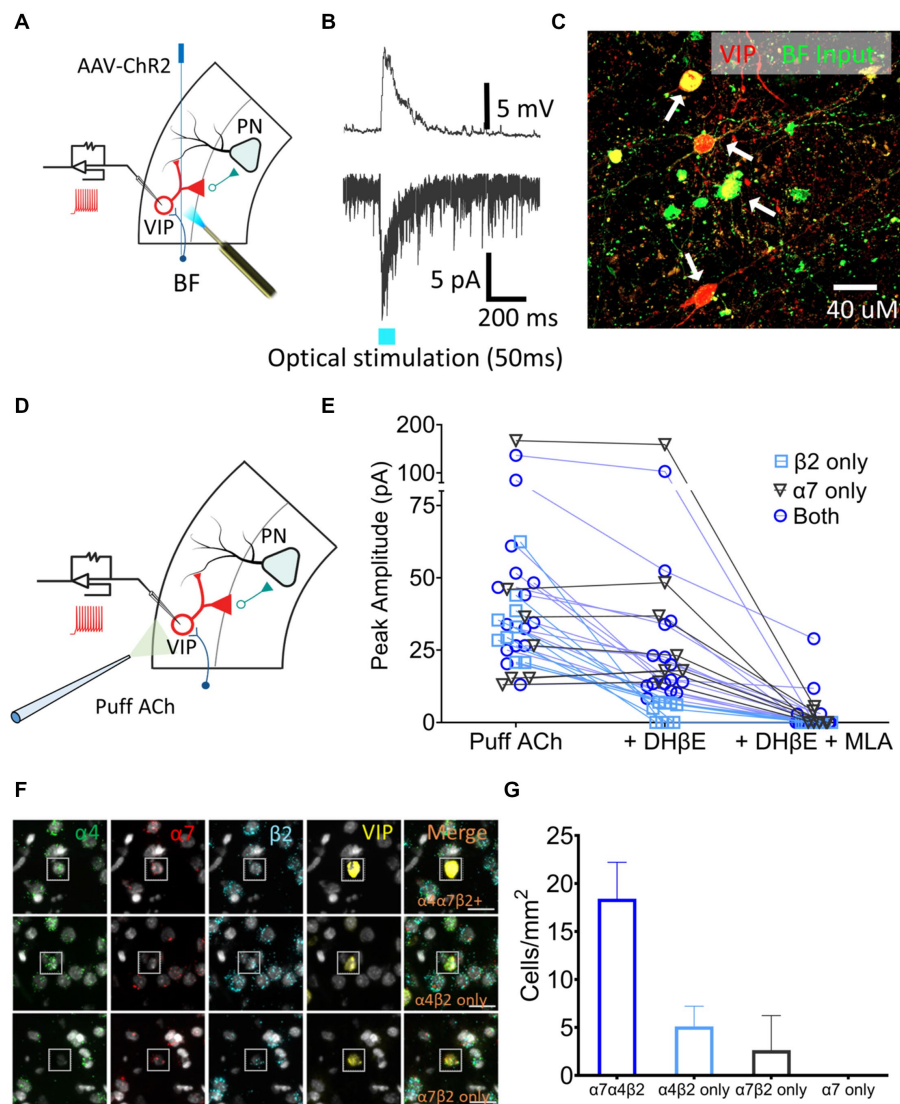 A
AAV-ChR2
PN
VIP
BF
B
5 mV
5 pA
200 ms
Optical stimulation (50ms)
C
VIP BF Input
40 uM
D
PN
VIP
Puff ACh
E
Peak Amplitude (pA)
200
100
75
50
25
0
Puff ACh
+ DHβE
+ DHβE + MLA
β2 only
α7 only
Both
F
α4
α7
β2
VIP
Merge
α4α7β2+
α4β2 only
α7β2 only
G
Cells/mm²
25
20
15
10
5
0
α7α4β2
α4β2 only
α7β2 only
α7 only